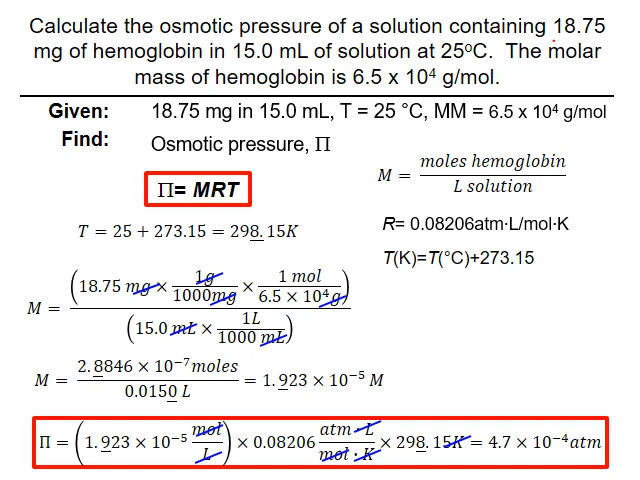 Calculate the osmotic pressure of a solution containing 18.75
mg of hemoglobin in 15.0 mL of solution at 25°C. The molar
mass of hemoglobin is 6.5 x 10⁴ g/mol.
Given: 18.75 mg in 15.0 mL, T = 25 °C, MM = 6.5 x 10⁴ g/mol
Find: Osmotic pressure, Π
M = moles hemoglobin / L solution
Π= MRT
R= 0.08206atm·L/mol·K
T = 25 + 273.15 = 298.15K
T(K)=T(°C)+273.15
M = (18.75 mg × 1g/1000mg × 1 mol/6.5 × 10⁴ g) / (15.0 mL × 1L/1000 mL)
M = 2.8846 × 10⁻⁷moles / 0.0150 L = 1.923 × 10⁻⁵ M
Π = (1.923 × 10⁻⁵ mol/L) × 0.08206 atm · L/mol · K × 298.15K = 4.7 × 10⁻⁴atm